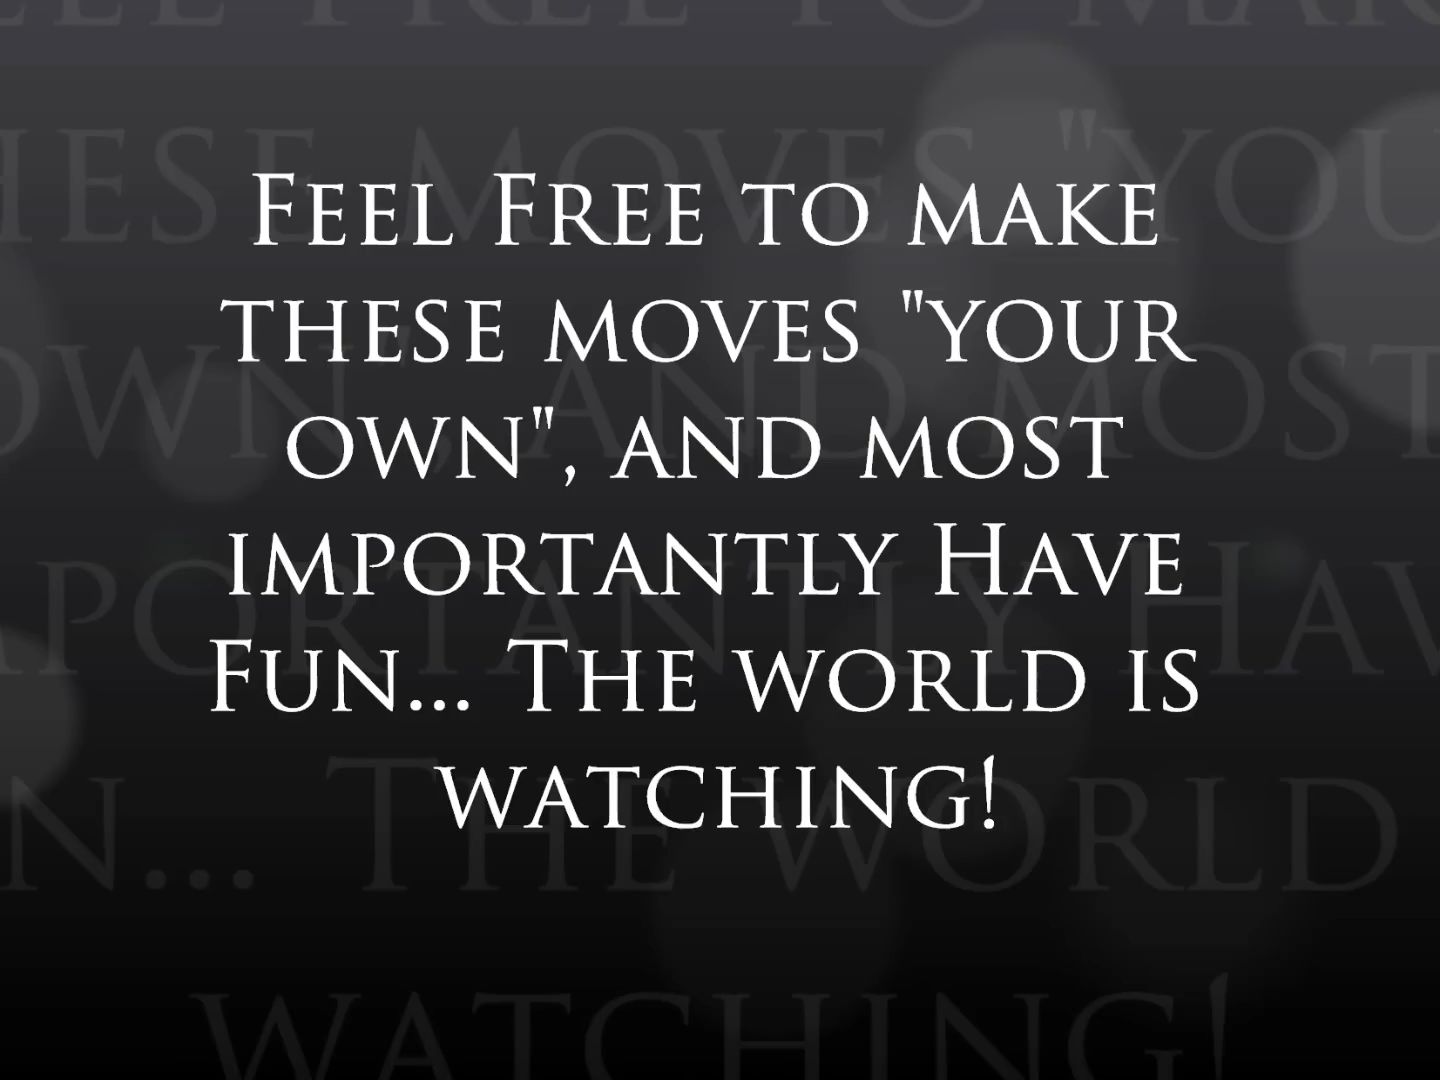 Feel Free to make
these moves "your
own", and most
importantly Have
Fun... The world is
watching!